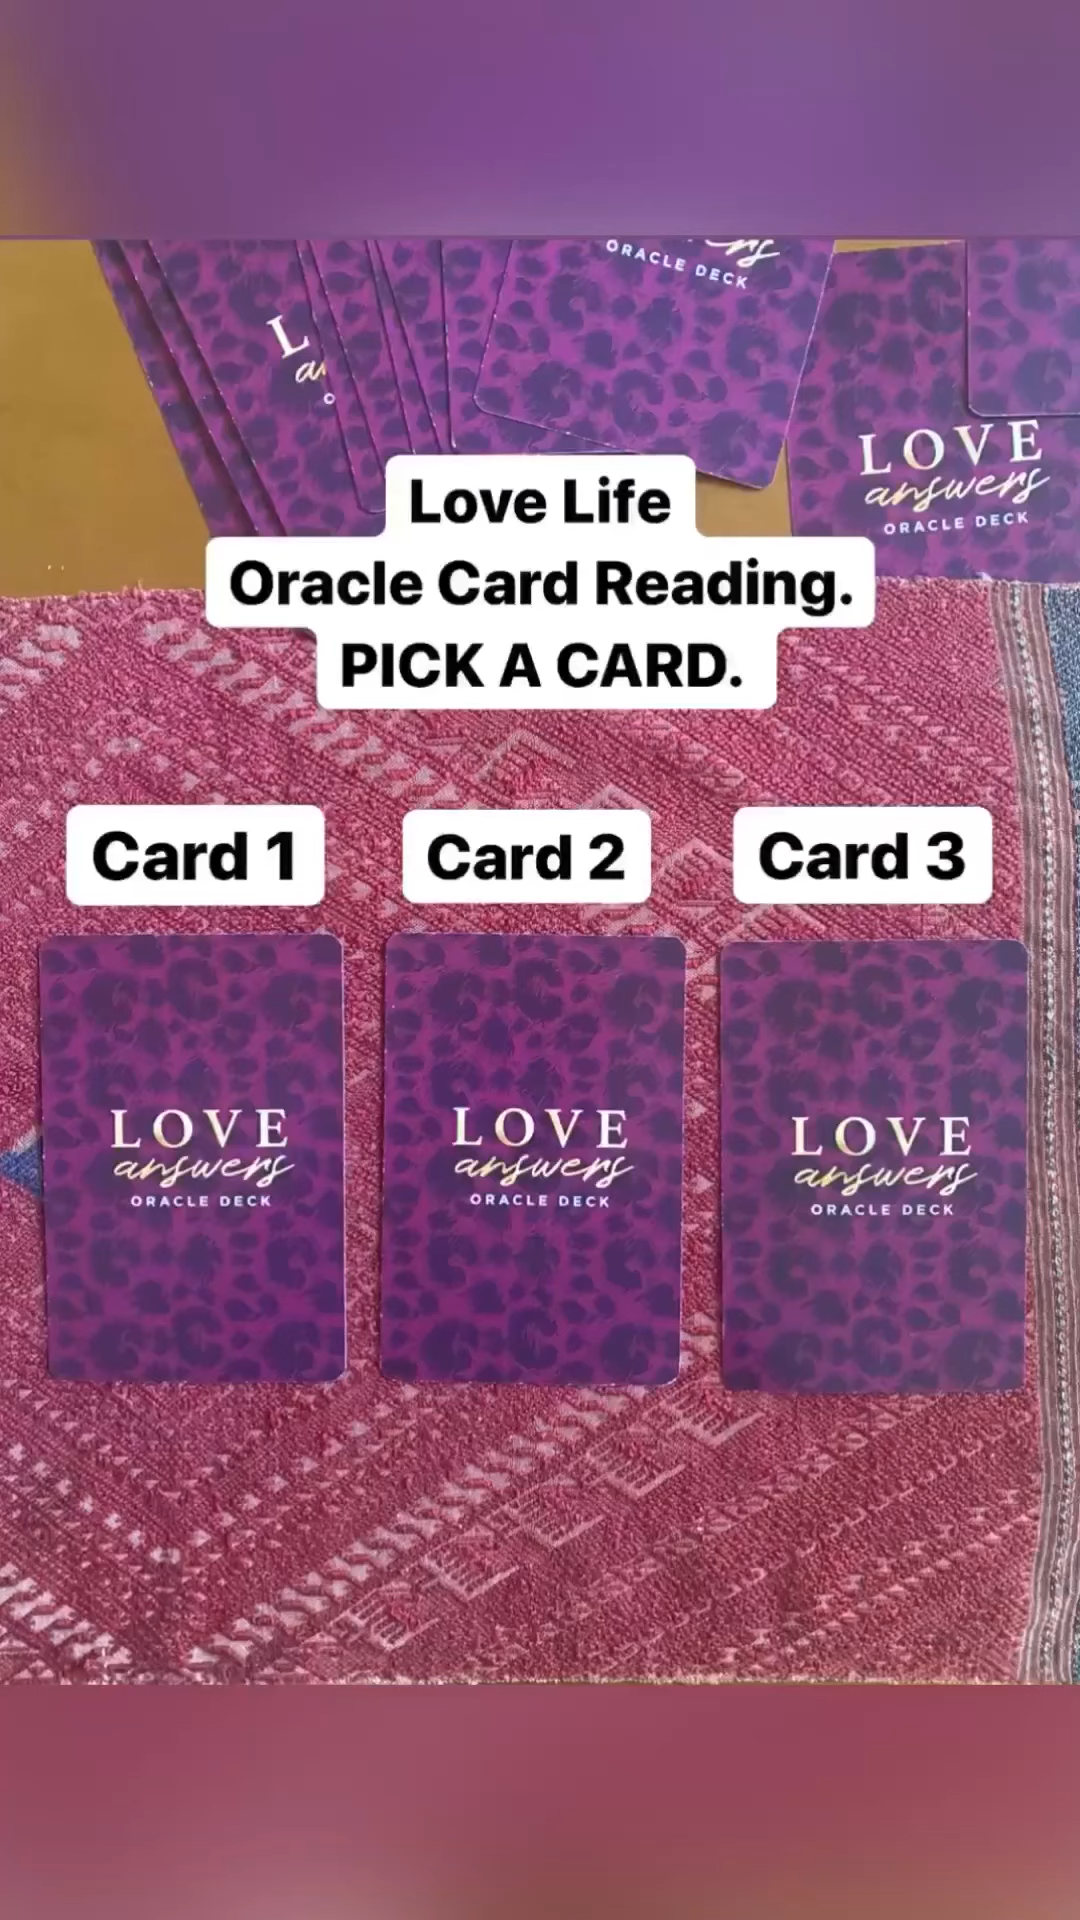 ORACLE DECK
L
LOVE
answers
ORACLE DECK
Love Life
Oracle Card Reading.
PICK A CARD.
Card 1
Card 2
Card 3
LOVE
answers
ORACLE DECK
LOVE
answers
ORACLE DECK
LOVE
answers
ORACLE DECK